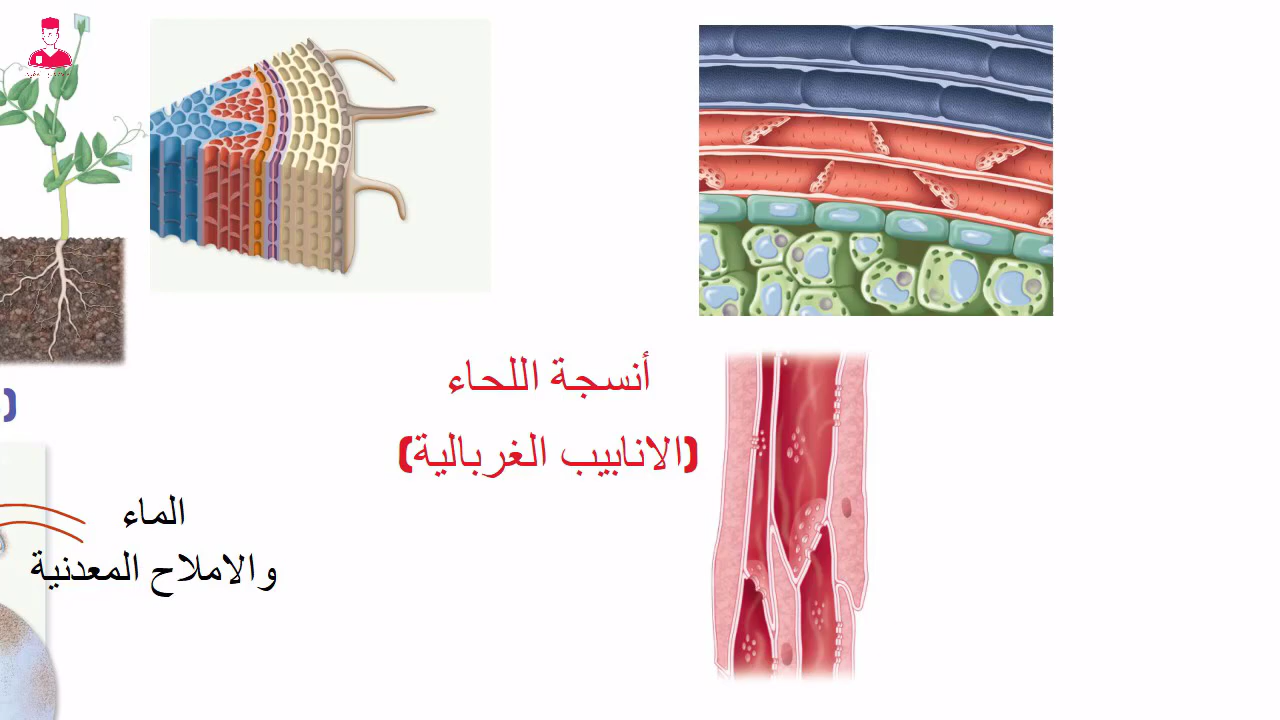 أنسجة اللحاء
(الانابيب الغربالية)
الماء
والاملاح المعدنية